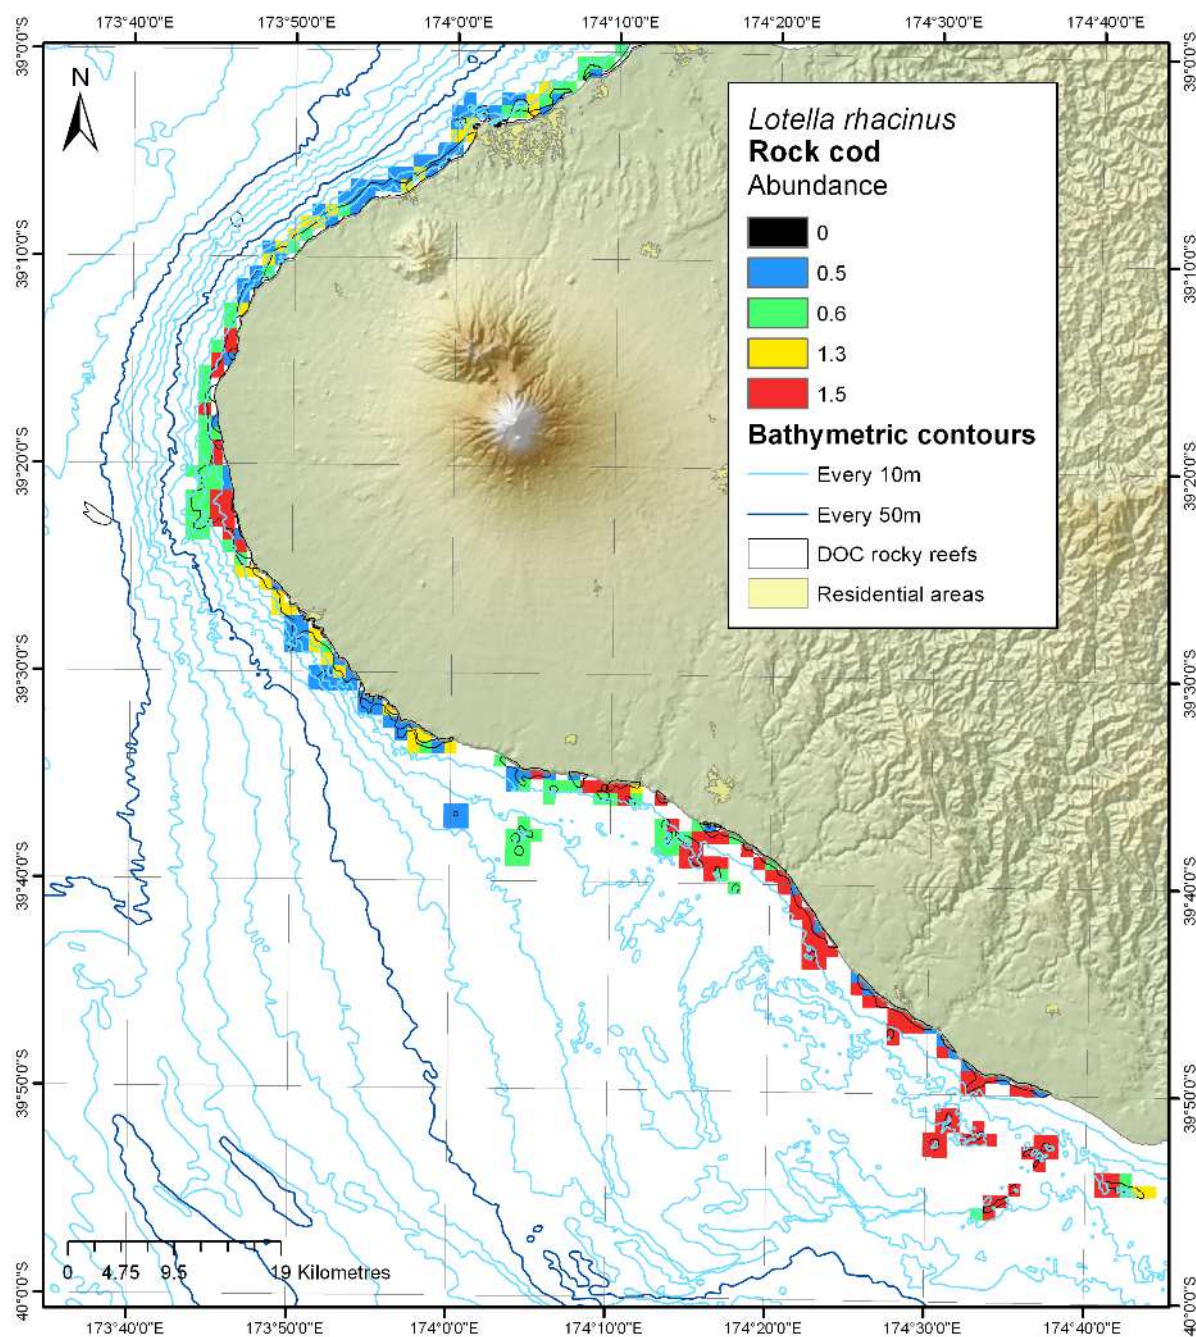 173°40'0"E 173°50'0"E 174°0'0"E 174°10'0"E 174°20'0"E 174°30'0"E 174°40'0"E
39°0'0"S 39°0'0"S
N
Lotella rhacinus
Rock cod
Abundance
0
0.5
0.6
1.3
1.5
Bathymetric contours
Every 10m
Every 50m
DOC rocky reefs
Residential areas
39°10'0"S 39°10'0"S
39°20'0"S 39°20'0"S
39°30'0"S 39°30'0"S
39°40'0"S 39°40'0"S
39°50'0"S 39°50'0"S
0 4.75 9.5 19 Kilometres
40°0'0"S 40°0'0"S
173°40'0"E 173°50'0"E 174°0'0"E 174°10'0"E 174°20'0"E 174°30'0"E 174°40'0"E